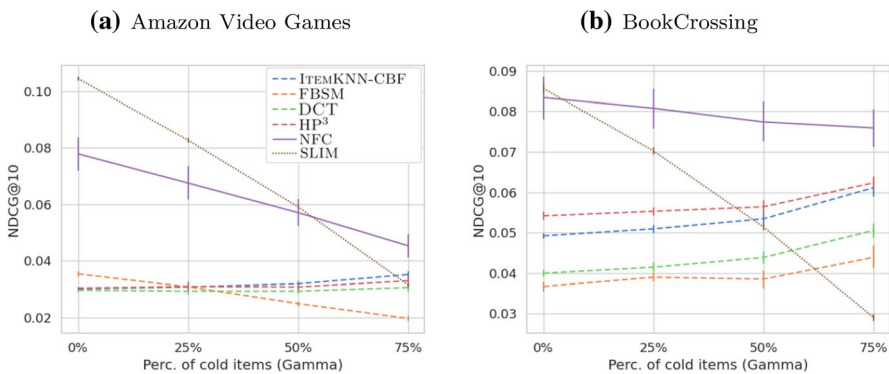 (a) Amazon Video Games
0.10
0.08
0.06
0.04
0.02
NDCG@10
0%
25%
50%
75%
Perc. of cold items (Gamma)
ITEMKNN-CBF
FBSM
DCT
HP³
NFC
SLIM
(b) BookCrossing
0.09
0.08
0.07
0.06
0.05
0.04
0.03
NDCG@10
0%
25%
50%
75%
Perc. of cold items (Gamma)